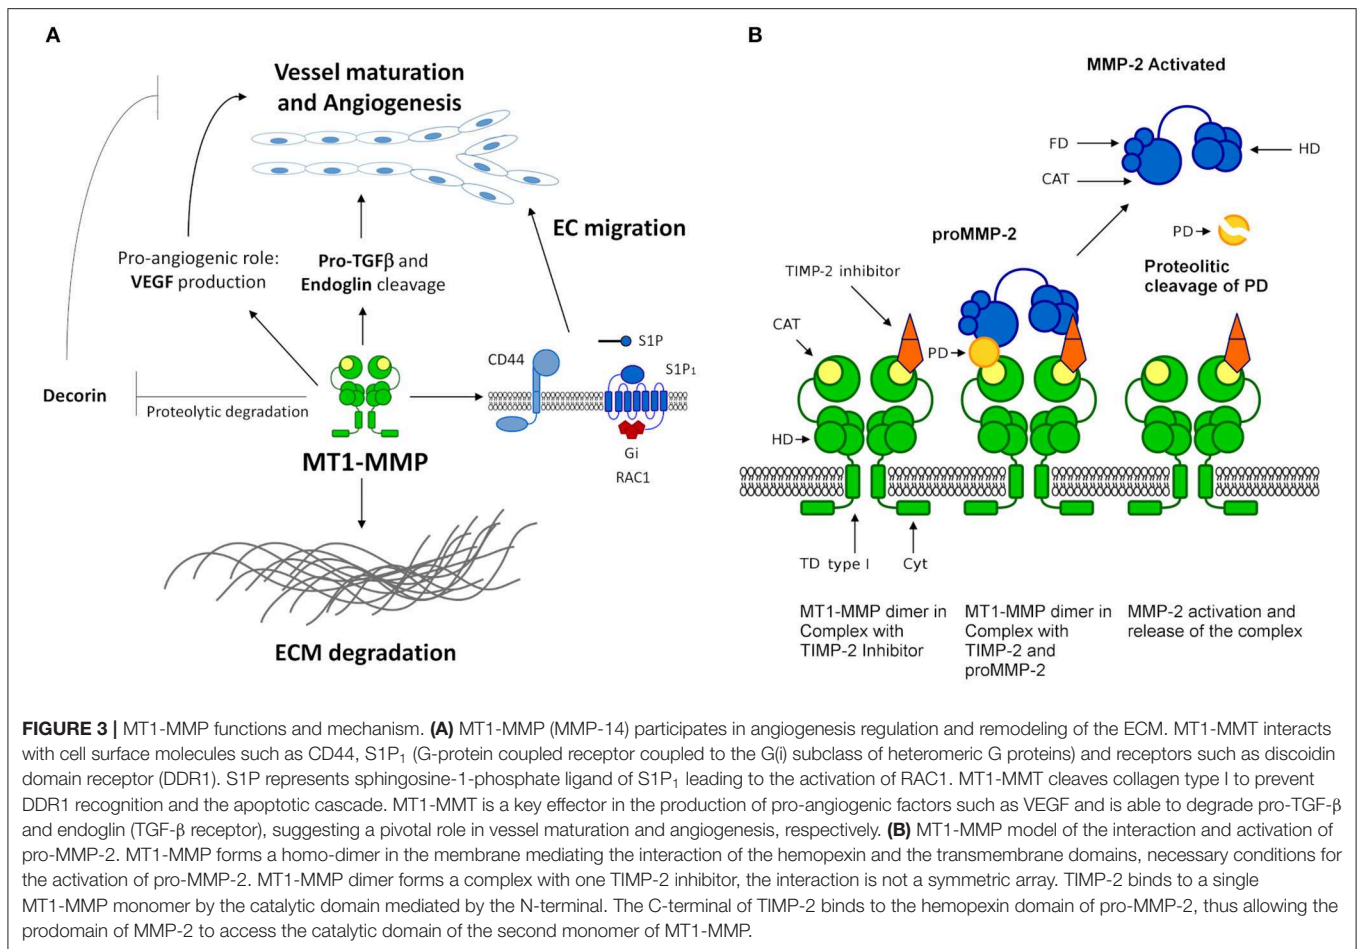 A
Vessel maturation
and Angiogenesis
EC migration
Pro-angiogenic role:
VEGF production
Pro-TGFβ and
Endoglin cleavage
CD44
S1P
S1P₁
Decorin
Proteolytic degradation
MT1-MMP
Gi
RAC1
ECM degradation
B
MMP-2 Activated
FD
HD
CAT
proMMP-2
PD
TIMP-2 inhibitor
Proteolitic
cleavage of PD
CAT
PD
HD
TD type I
Cyt
MT1-MMP dimer in
Complex with
TIMP-2 Inhibitor
MT1-MMP dimer in
Complex with
TIMP-2 and
proMMP-2
MMP-2 activation and
release of the complex
FIGURE 3 | MT1-MMP functions and mechanism. (A) MT1-MMP (MMP-14) participates in angiogenesis regulation and remodeling of the ECM. MT1-MMT interacts
with cell surface molecules such as CD44, S1P₁ (G-protein coupled receptor coupled to the G(i) subclass of heteromeric G proteins) and receptors such as discoidin
domain receptor (DDR1). S1P represents sphingosine-1-phosphate ligand of S1P₁ leading to the activation of RAC1. MT1-MMT cleaves collagen type I to prevent
DDR1 recognition and the apoptotic cascade. MT1-MMT is a key effector in the production of pro-angiogenic factors such as VEGF and is able to degrade pro-TGF-β
and endoglin (TGF-β receptor), suggesting a pivotal role in vessel maturation and angiogenesis, respectively. (B) MT1-MMP model of the interaction and activation of
pro-MMP-2. MT1-MMP forms a homo-dimer in the membrane mediating the interaction of the hemopexin and the transmembrane domains, necessary conditions for
the activation of pro-MMP-2. MT1-MMP dimer forms a complex with one TIMP-2 inhibitor, the interaction is not a symmetric array. TIMP-2 binds to a single
MT1-MMP monomer by the catalytic domain mediated by the N-terminal. The C-terminal of TIMP-2 binds to the hemopexin domain of pro-MMP-2, thus allowing the
prodomain of MMP-2 to access the catalytic domain of the second monomer of MT1-MMP.